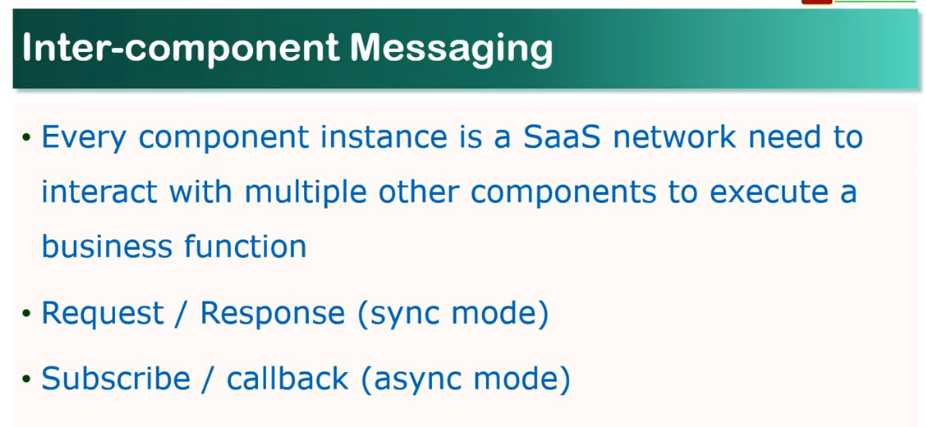 Inter-component Messaging
• Every component instance is a SaaS network need to
interact with multiple other components to execute a
business function
• Request / Response (sync mode)
• Subscribe / callback (async mode)